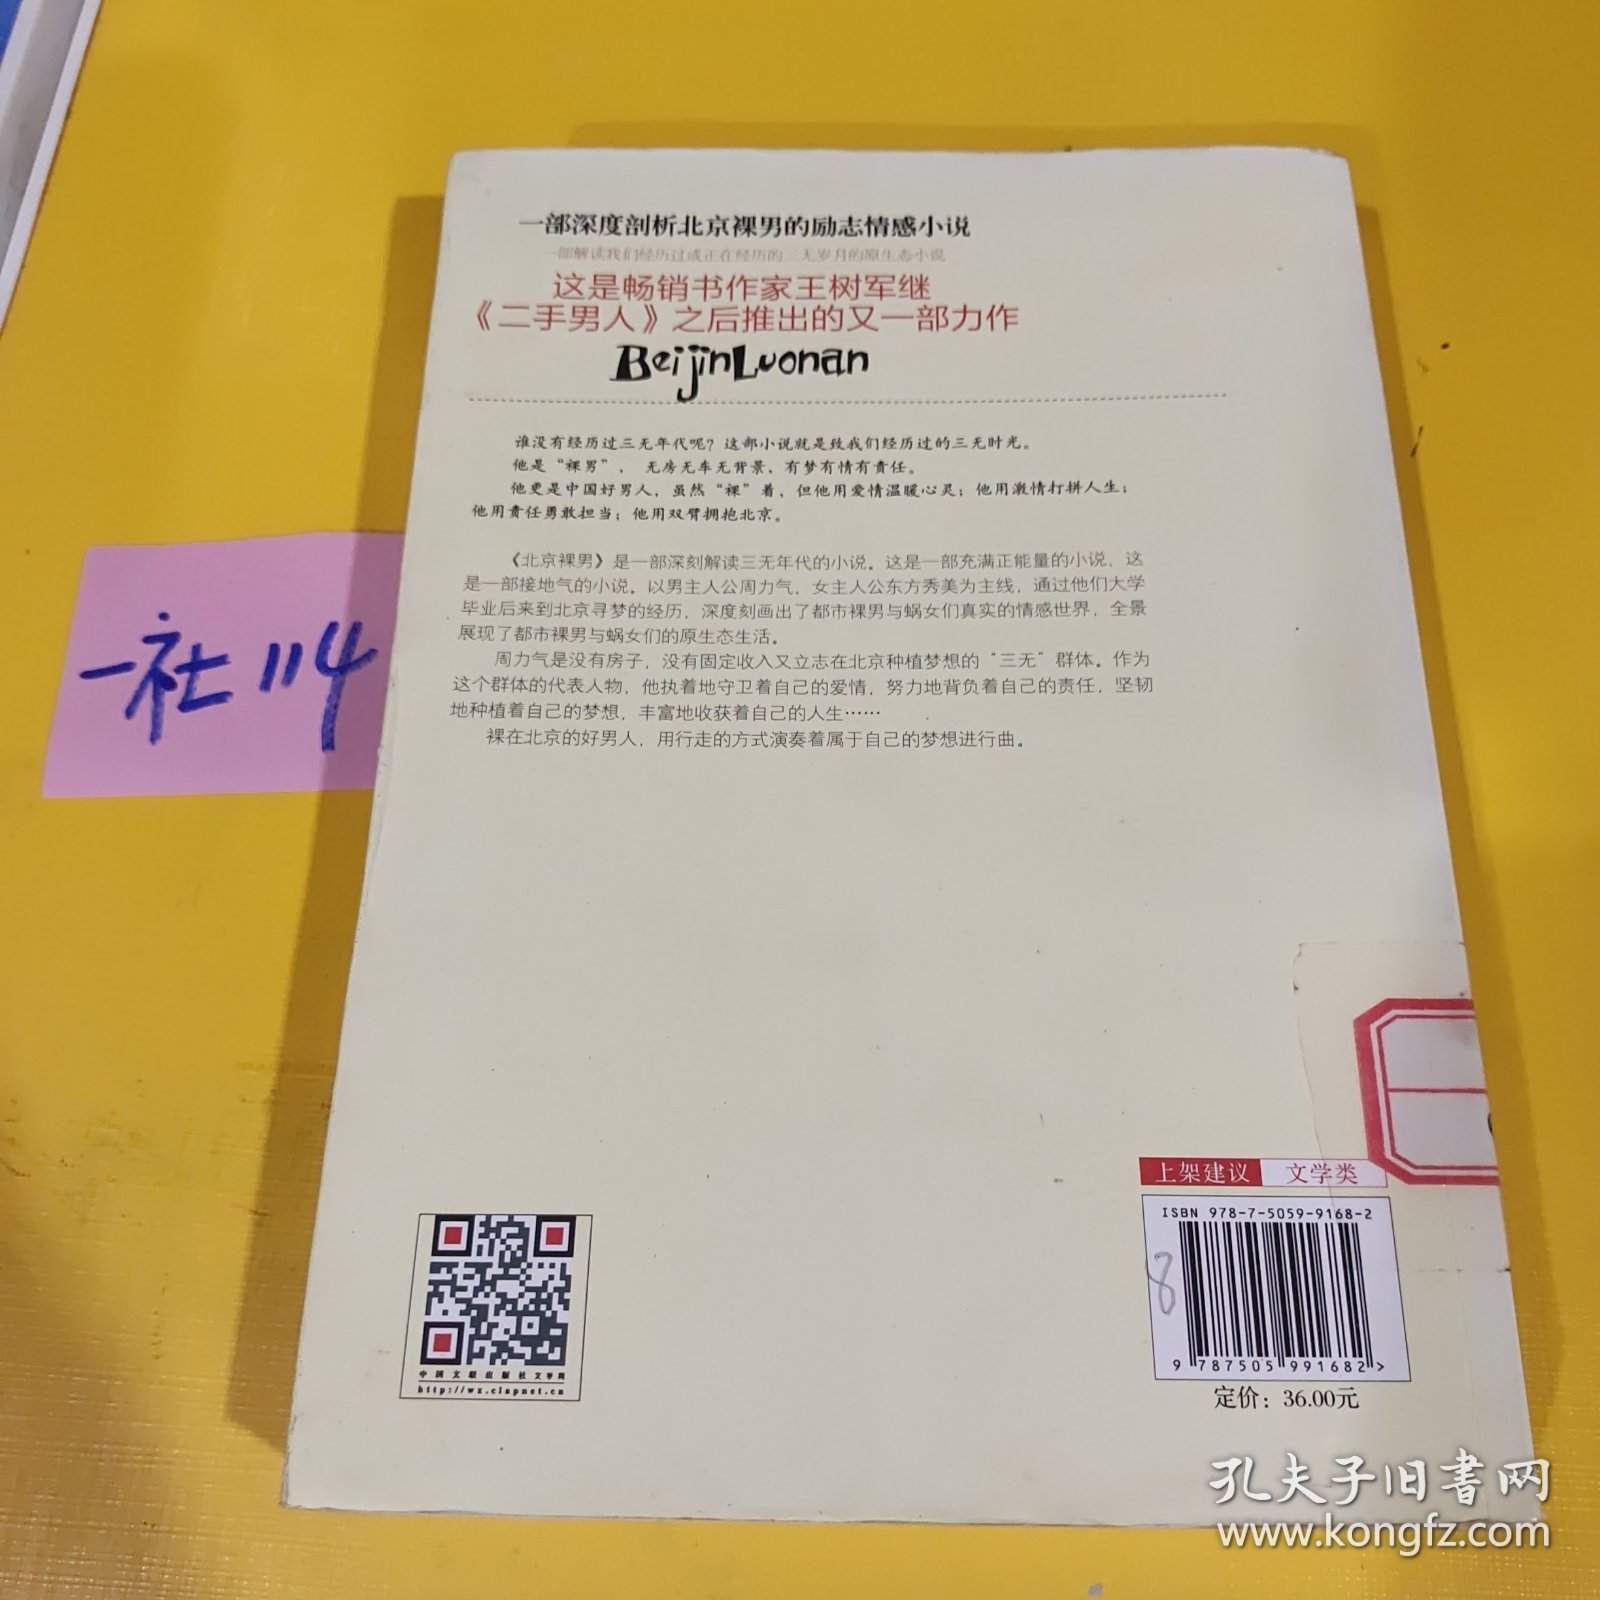 一部深度剖析北京裸男的励志情感小说
一部解读我们经历过或正在经历的三无岁月的原生态小说
这是畅销书作家王树军继
《二手男人》之后推出的又一部力作
BeijinLuonan
谁没有经历过三无年代呢？这部小说就是致我们经历过的三无时光。
他是“裸男”、 无房无车无背景、有梦有情有责任。
他更是中国好男人，虽然“裸”着，但他用爱情温暖心灵；他用激情打拼人生；
他用责任勇敢担当；他用双臂拥抱北京。
《北京裸男》是一部深刻解读三无年代的小说。这是一部充满正能量的小说，这
是一部接地气的小说。以男主人公周力气、女主人公东方秀美为主线，通过他们大学
毕业后来到北京寻梦的经历，深度刻画出了都市裸男与蜗女们真实的情感世界，全景
展现了都市裸男与蜗女们的原生态生活。
周力气是没有房子，没有固定收入又立志在北京种植梦想的“三无”群体。作为
这个群体的代表人物，他执着地守卫着自己的爱情，努力地背负着自己的责任，坚韧
地种植着自己的梦想，丰富地收获着自己的人生……
裸在北京的好男人，用行走的方式演奏着属于自己的梦想进行曲。
一社114
上架建议 文学类
ISBN 978-7-5059-9168-2
8
9 787505 991682 >
定价：36.00元
中国文联出版社文学网
http://wz.clapnet.cn
孔夫子旧书网
www.kongfz.com